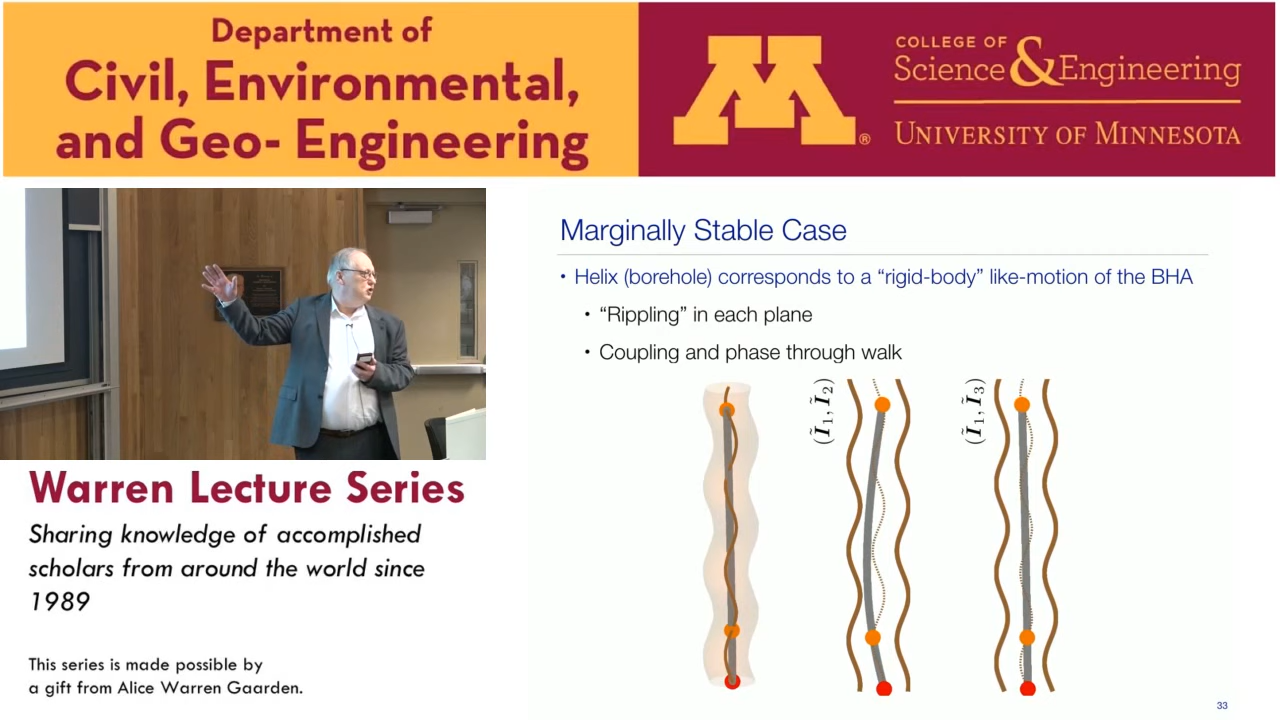 Department of
Civil, Environmental,
and Geo- Engineering
M®
COLLEGE OF
Science & Engineering
UNIVERSITY OF MINNESOTA
Marginally Stable Case
• Helix (borehole) corresponds to a “rigid-body” like-motion of the BHA
• “Rippling” in each plane
• Coupling and phase through walk
(Ĩ₁, Ĩ₂)
(Ĩ₁, Ĩ₃)
Warren Lecture Series
Sharing knowledge of accomplished
scholars from around the world since
1989
This series is made possible by
a gift from Alice Warren Gaarden.
33